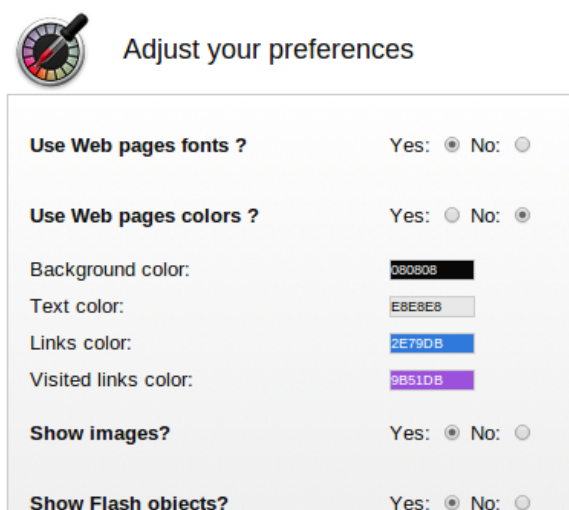 Adjust your preferences
Use Web pages fonts ? Yes: No:
Use Web pages colors ? Yes: No:
Background color: 080808
Text color: E8E8E8
Links color: 2E79DB
Visited links color: 9B51DB
Show images? Yes: No:
Show Flash objects? Yes: No: